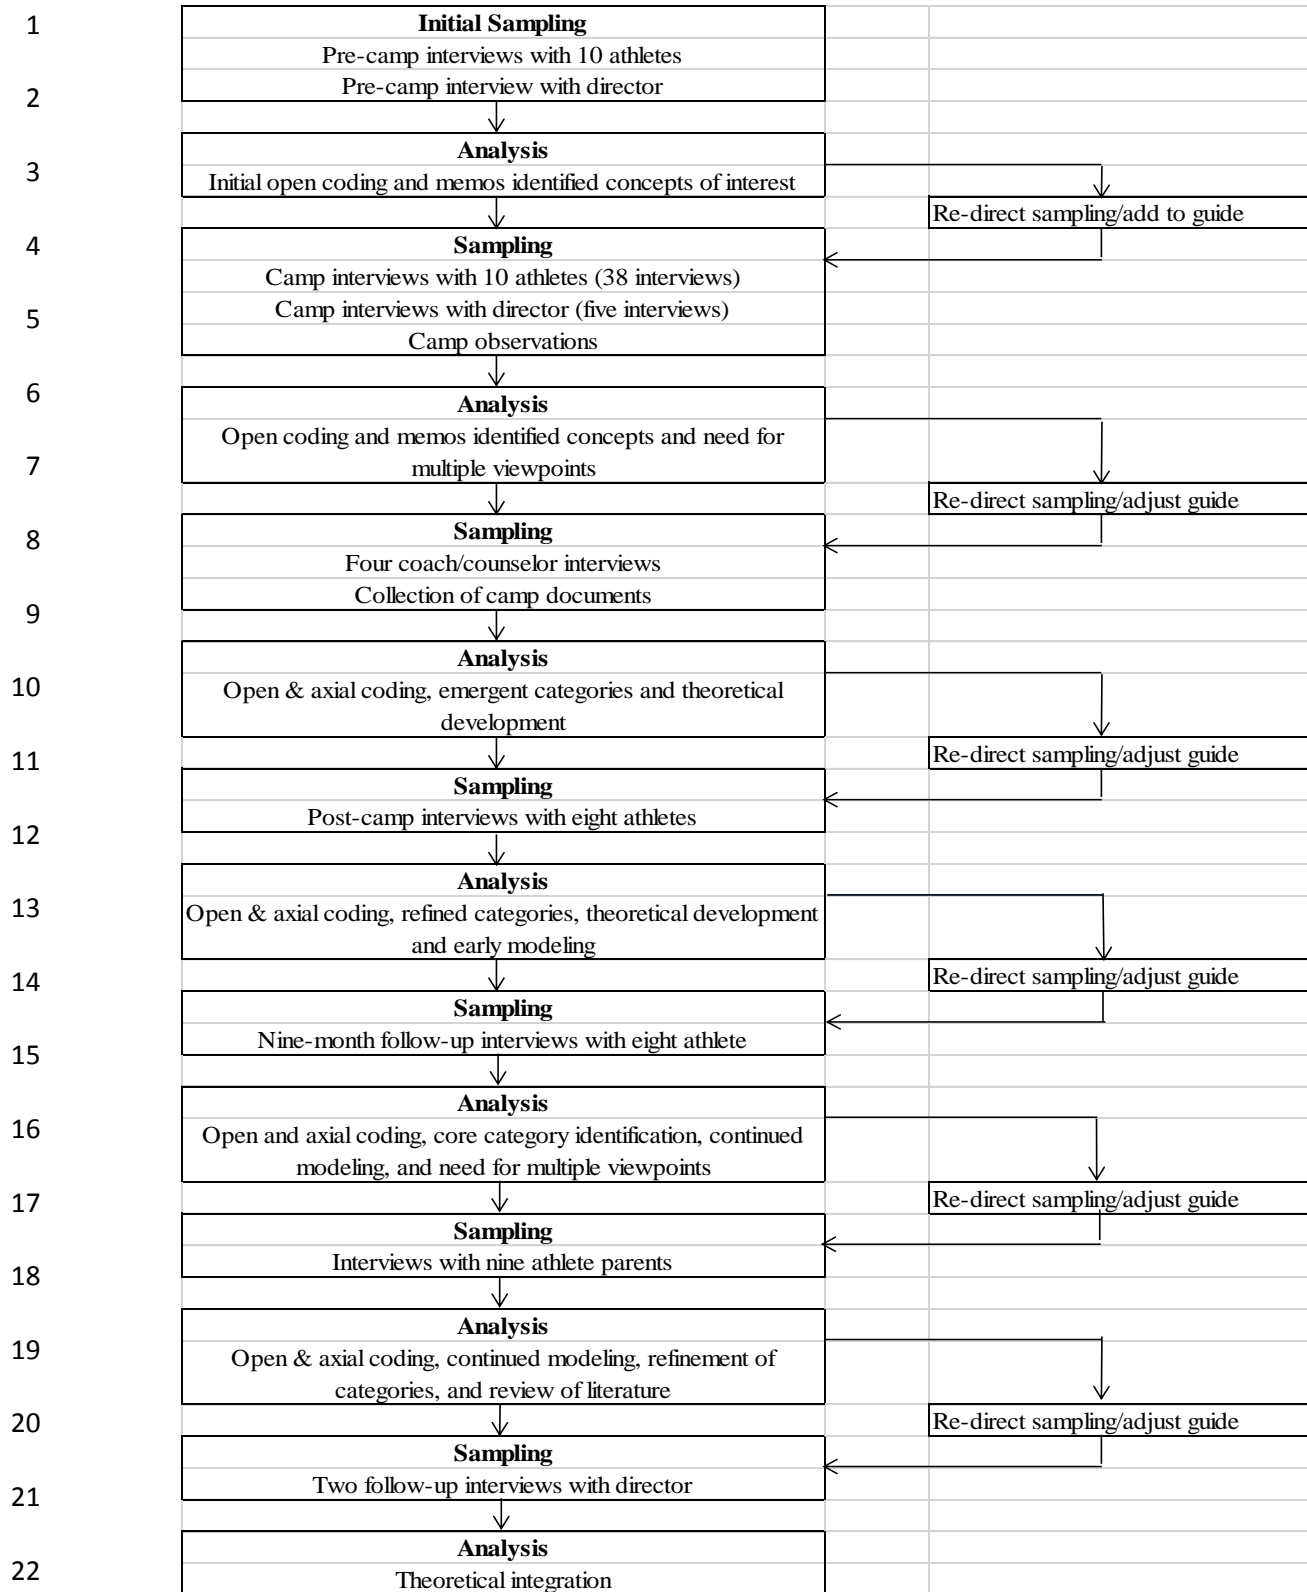 1
Initial Sampling
Pre-camp interviews with 10 athletes
2
Pre-camp interview with director
Analysis
3
Initial open coding and memos identified concepts of interest
Re-direct sampling/add to guide
4
Sampling
Camp interviews with 10 athletes (38 interviews)
5
Camp interviews with director (five interviews)
Camp observations
6
Analysis
Open coding and memos identified concepts and need for
7
multiple viewpoints
Re-direct sampling/adjust guide
8
Sampling
Four coach/counselor interviews
Collection of camp documents
9
Analysis
10
Open & axial coding, emergent categories and theoretical
development
11
Re-direct sampling/adjust guide
Sampling
Post-camp interviews with eight athletes
12
Analysis
13
Open & axial coding, refined categories, theoretical development
and early modeling
14
Re-direct sampling/adjust guide
Sampling
Nine-month follow-up interviews with eight athlete
15
Analysis
16
Open and axial coding, core category identification, continued
modeling, and need for multiple viewpoints
17
Re-direct sampling/adjust guide
Sampling
Interviews with nine athlete parents
18
Analysis
19
Open & axial coding, continued modeling, refinement of
categories, and review of literature
20
Re-direct sampling/adjust guide
Sampling
Two follow-up interviews with director
21
Analysis
22
Theoretical integration